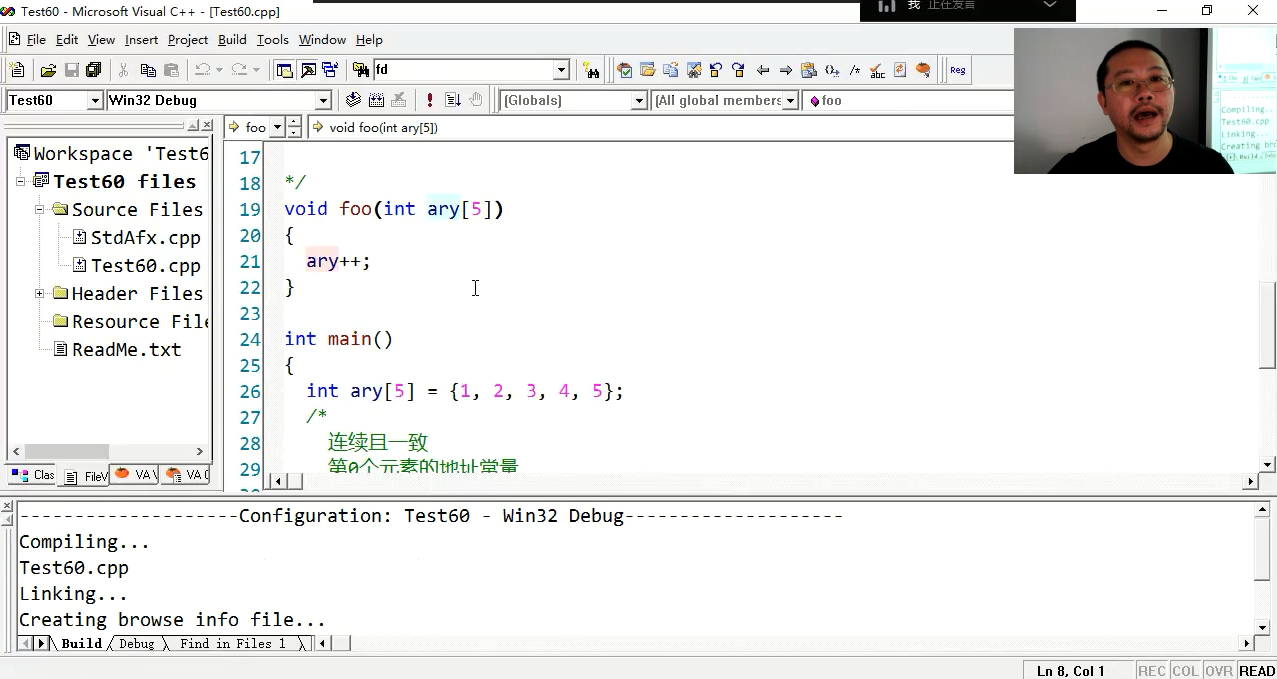 Test60 - Microsoft Visual C++ - [Test60.cpp]
我 正在发言
File Edit View Insert Project Build Tools Window Help
fd
Reg
Test60 Win32 Debug [Globals] [All global members foo
foo void foo(int ary[5])
Workspace 'Test6
Test60 files
Source Files
StdAfx.cpp
Test60.cpp
Header Files
Resource File
ReadMe.txt
Clas FileV VA VA
17
18 */
19 void foo(int ary[5])
20 {
21 ary++;
22 }
23
24 int main()
25 {
26 int ary[5] = {1, 2, 3, 4, 5};
27 /*
28 连续且一致
29 第0个元素的地址常量
Compiling..
Test60.cpp
Linking...
Creating brow
--------------------Configuration: Test60 - Win32 Debug--------------------
Compiling...
Test60.cpp
Linking...
Creating browse info file...
Build Debug Find in Files 1
Ln 8, Col 1 REC COL OVR READ